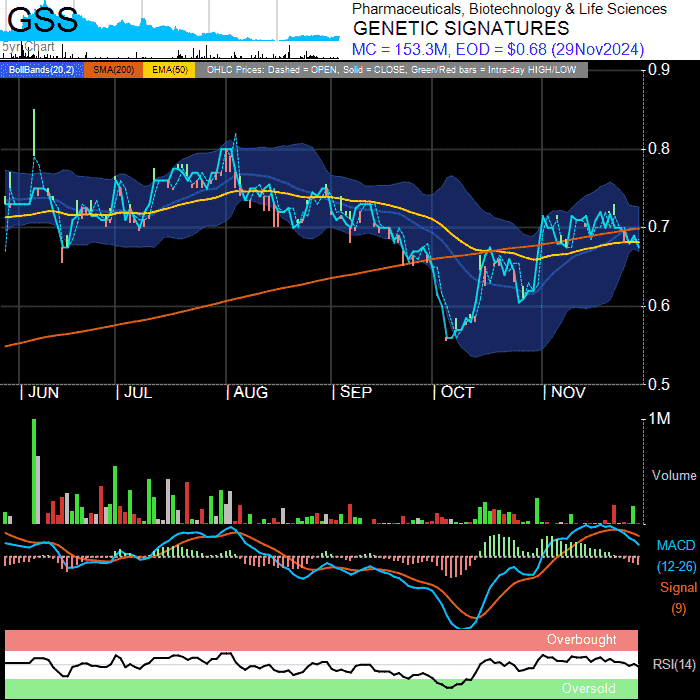 GSS
5yr Chart
Pharmaceuticals, Biotechnology & Life Sciences
GENETIC SIGNATURES
MC = 153.3M, EOD = $0.68 (29Nov2024)
BollBands(20,2) SMA(200) EMA(50) OHLC Prices: Dashed = OPEN, Solid = CLOSE, Green/Red bars = Intra-day HIGH/LOW
0.9
0.8
0.7
0.6
0.5
| JUN | JUL | AUG | SEP | OCT | NOV
1M
Volume
MACD
(12-26)
Signal
(9)
Overbought
RSI(14)
Oversold